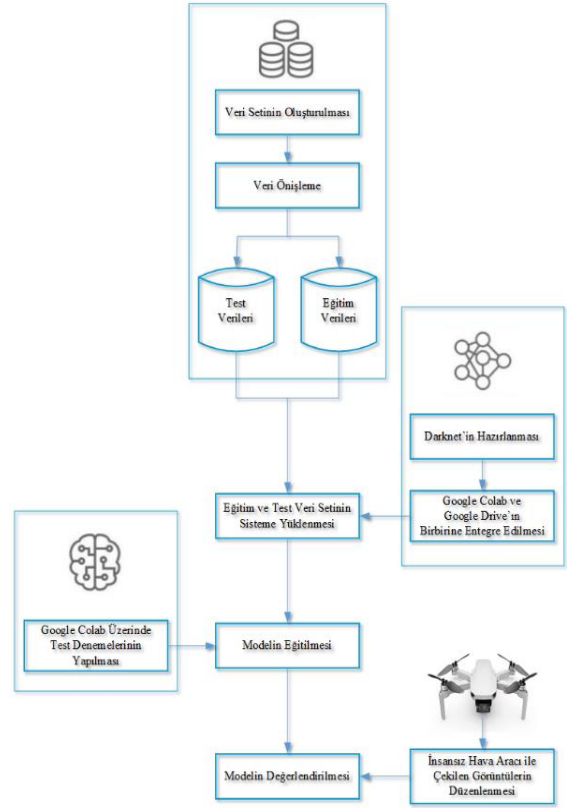 Veri Setinin Oluşturulması
Veri Önişleme
Test
Verileri
Eğitim
Verileri
Darknet`in Hazırlanması
Google Colab ve
Google Drive`ın
Birbirine Entegre Edilmesi
Eğitim ve Test Veri Setinin
Sisteme Yüklenmesi
Google Colab Üzerinde
Test Denemelerinin
Yapılması
Modelin Eğitilmesi
Modelin Değerlendirilmesi
İnsansız Hava Aracı ile
Çekilen Görüntülerin
Düzenlenmesi